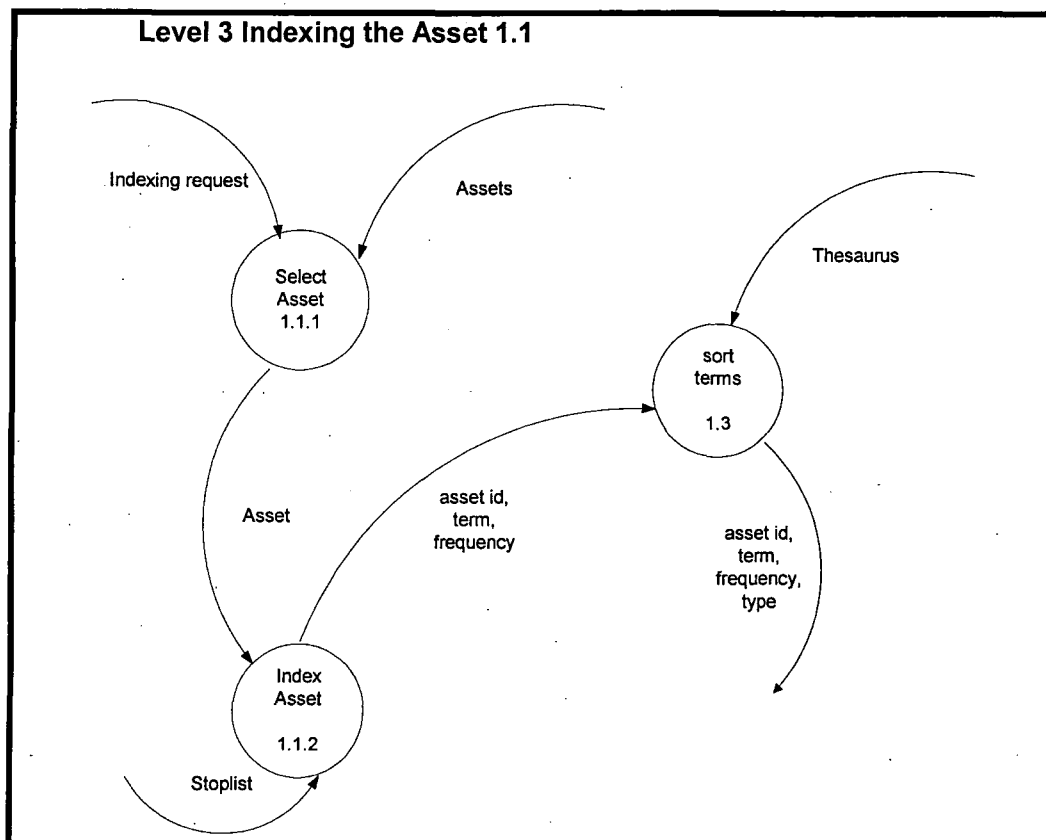 Level 3 Indexing the Asset 1.1
Indexing request
Assets
Thesaurus
Select
Asset
1.1.1
sort
terms
1.3
Asset
asset id,
term,
frequency
asset id,
term,
frequency,
type
Index
Asset
1.1.2
Stoplist